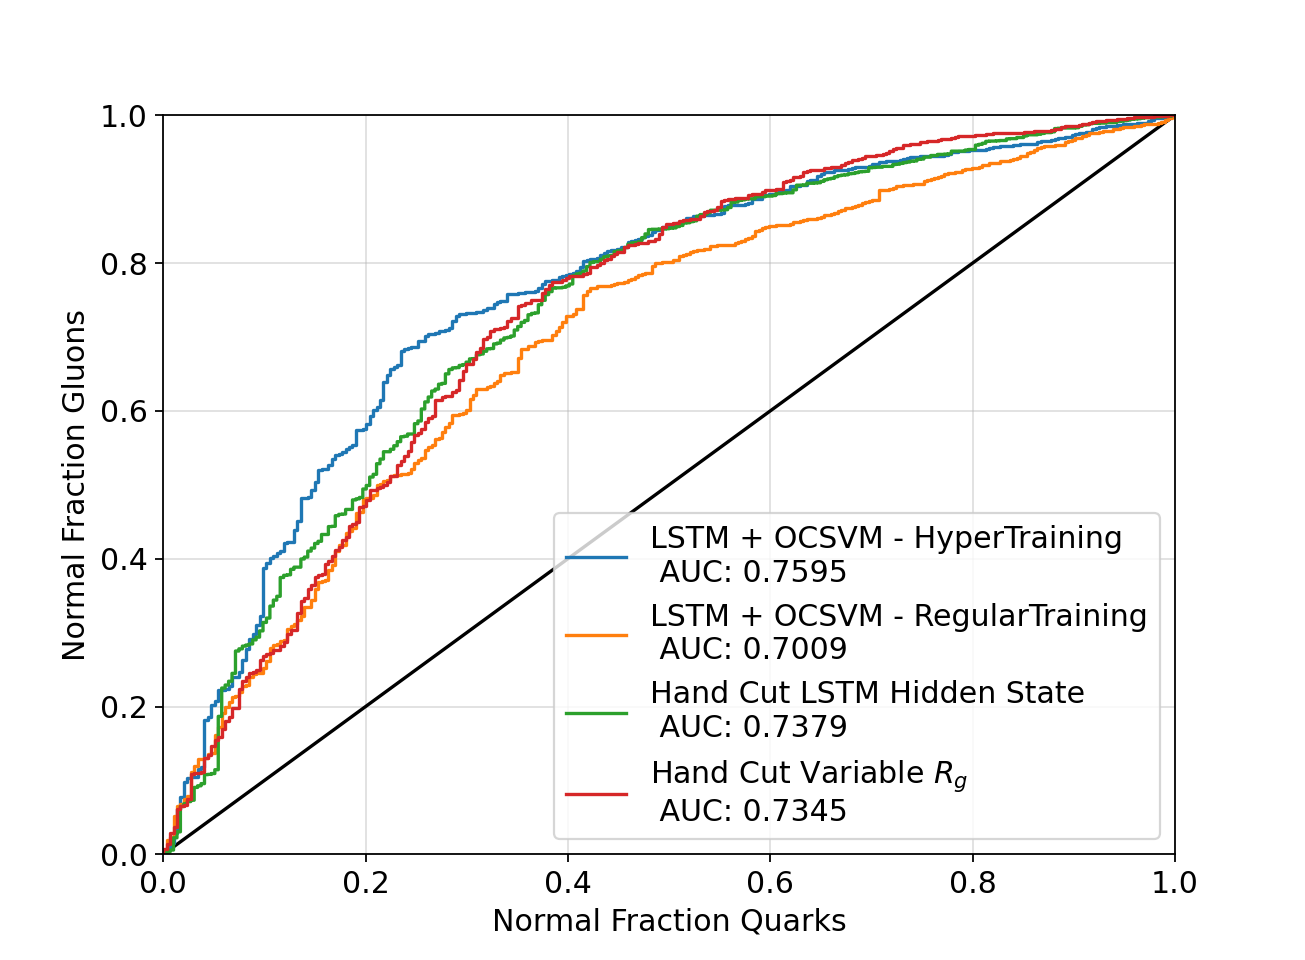 1.0
0.8
0.6
0.4
0.2
0.0
Normal Fraction Gluons
LSTM + OCSVM - HyperTraining
AUC: 0.7595
LSTM + OCSVM - RegularTraining
AUC: 0.7009
Hand Cut LSTM Hidden State
AUC: 0.7379
Hand Cut Variable R_g
AUC: 0.7345
0.0 0.2 0.4 0.6 0.8 1.0
Normal Fraction Quarks